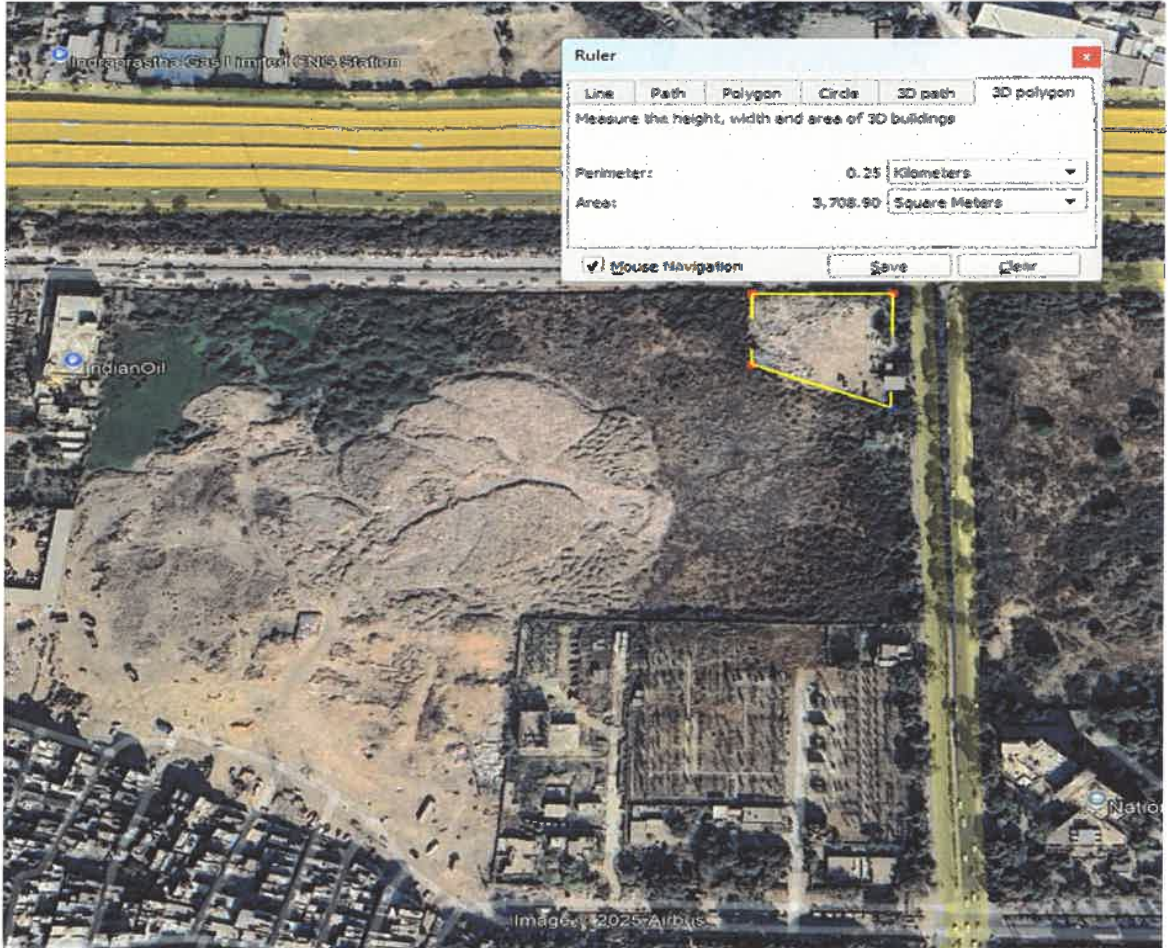 Indraprastha Gas Limited CNG Station
Ruler
Line Path Polygon Circle 3D path 3D polygon
Measure the height, width and area of 3D buildings
Perimeter: 0.25 Kilometers
Area: 3,708.90 Square Meters
Mouse Navigation Save Clear
IndianOil
Natio
Image © 2025 Airbus